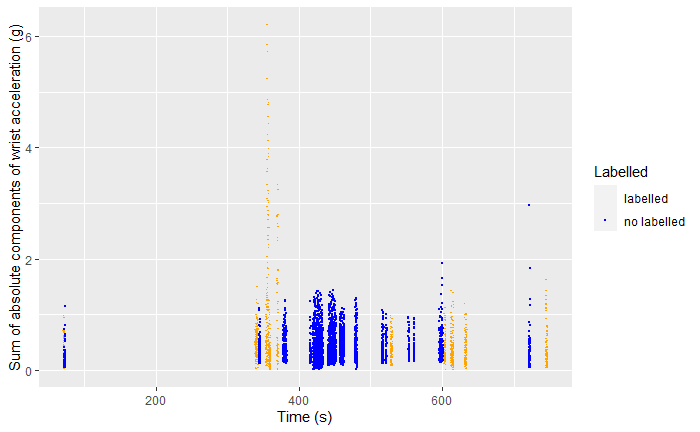 Sum of absolute components of wrist acceleration (g)
6
4
2
0
200
400
600
Time (s)
Labelled
labelled
no labelled